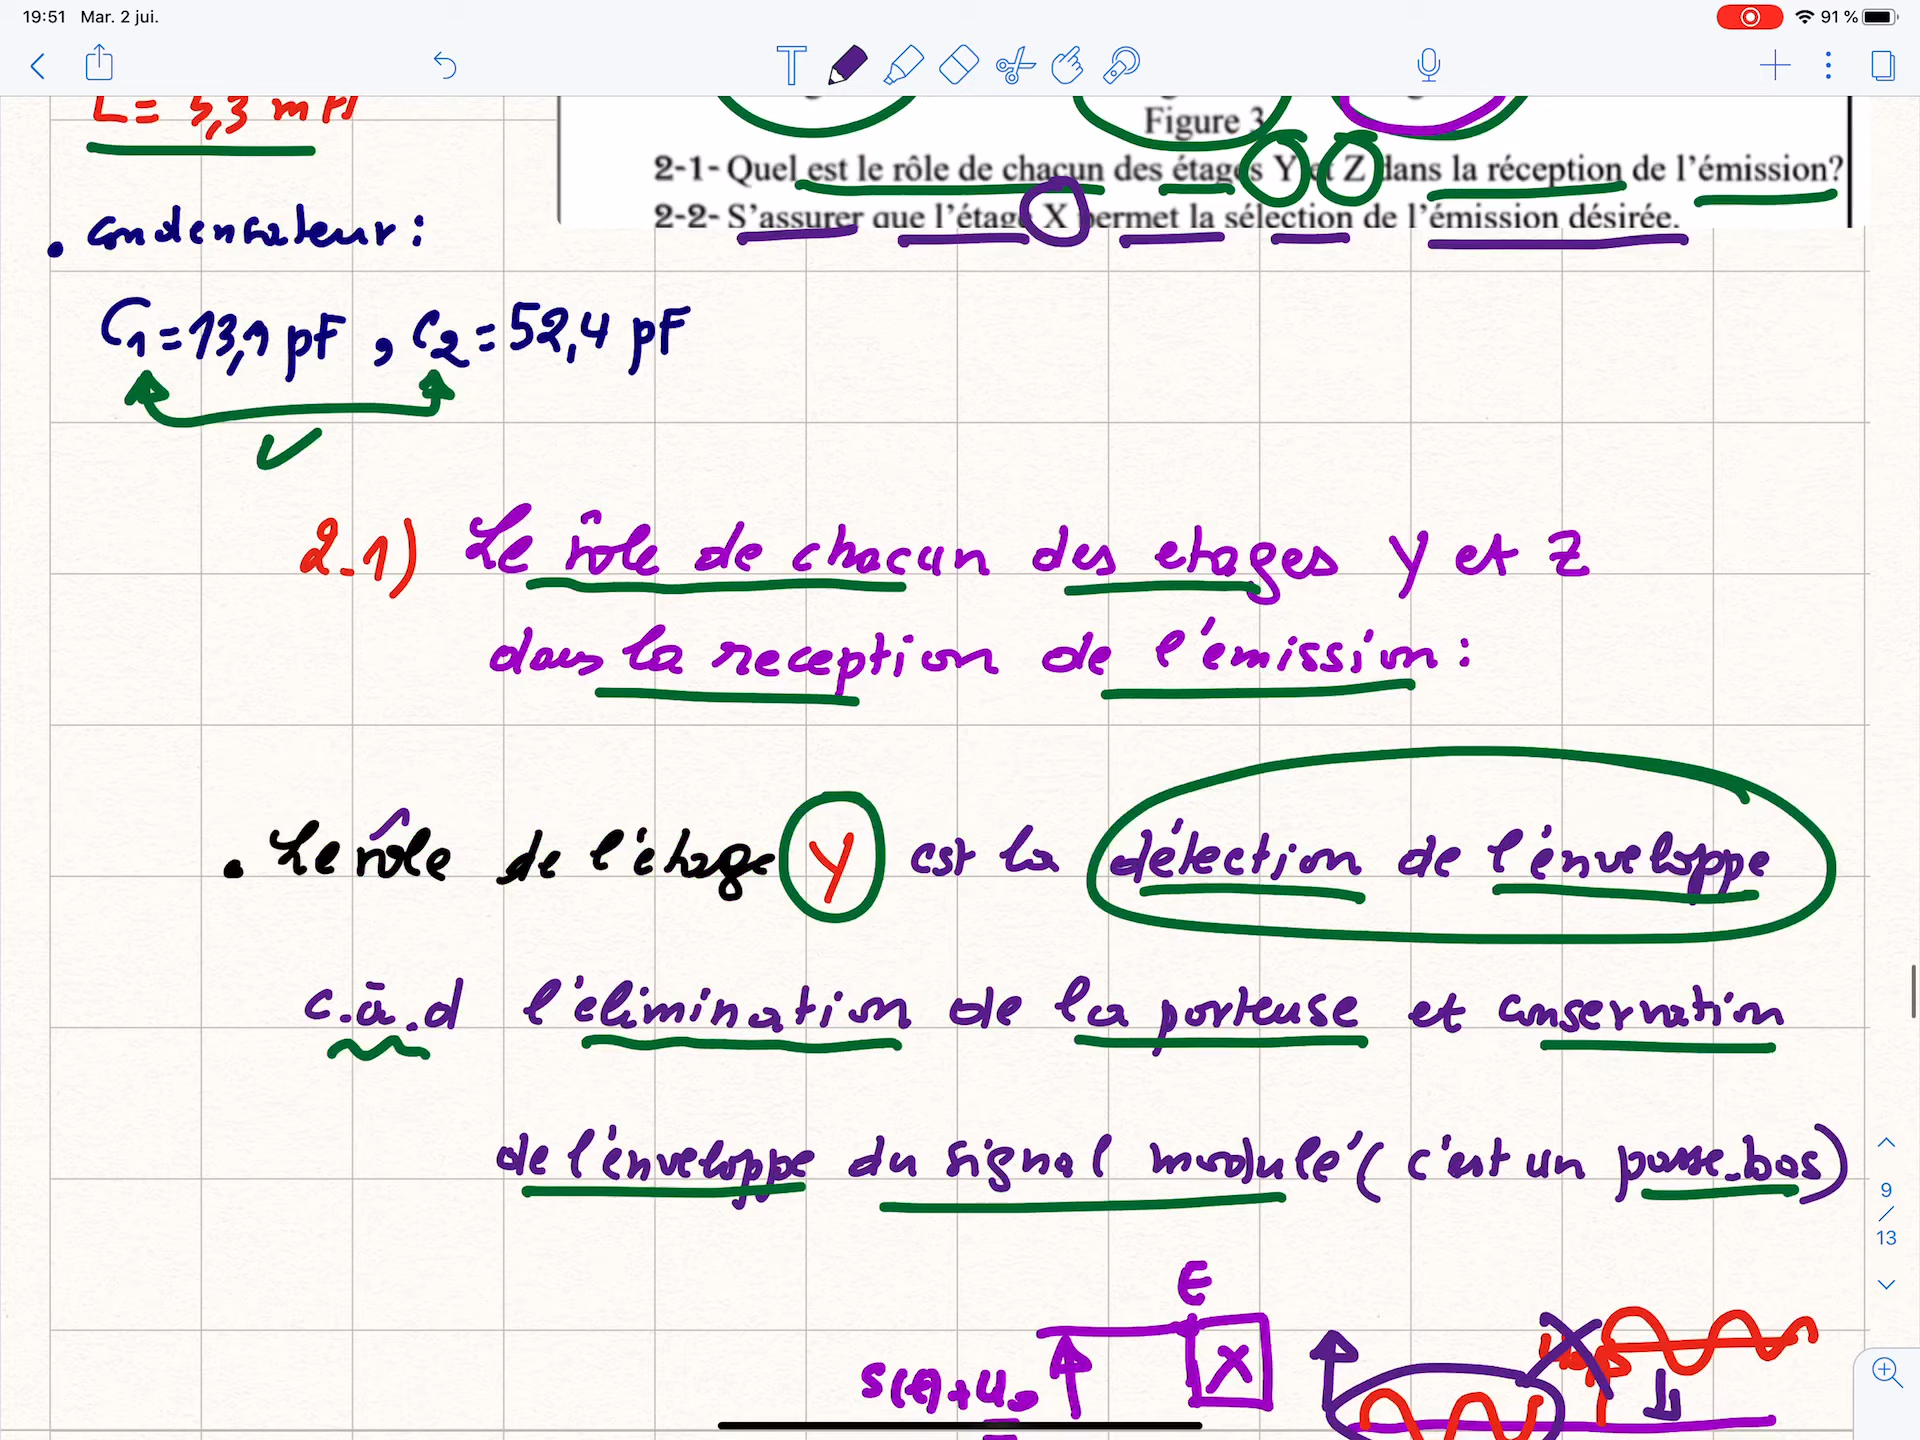 19:51 Mar. 2 jui.
91 %
L = 5,3 mH
Figure 3
2-1- Quel est le rôle de chacun des étages Y et Z dans la réception de l'émission?
2-2- S'assurer que l'étage X permet la sélection de l'émission désirée.
. condensateur :
C1 = 13,1 pF , C2 = 52,4 pF
2-1) Le rôle de chacun des etages Y et Z
dans la reception de l'émission :
. Le rôle de l'étage Y est la détection de l'énveloppe
c.à.d l'élimination de la porteuse et conservation
de l'énveloppe du signal modulé ( c'est un passe-bas )
9
/
13
E
X
s(t)+U0